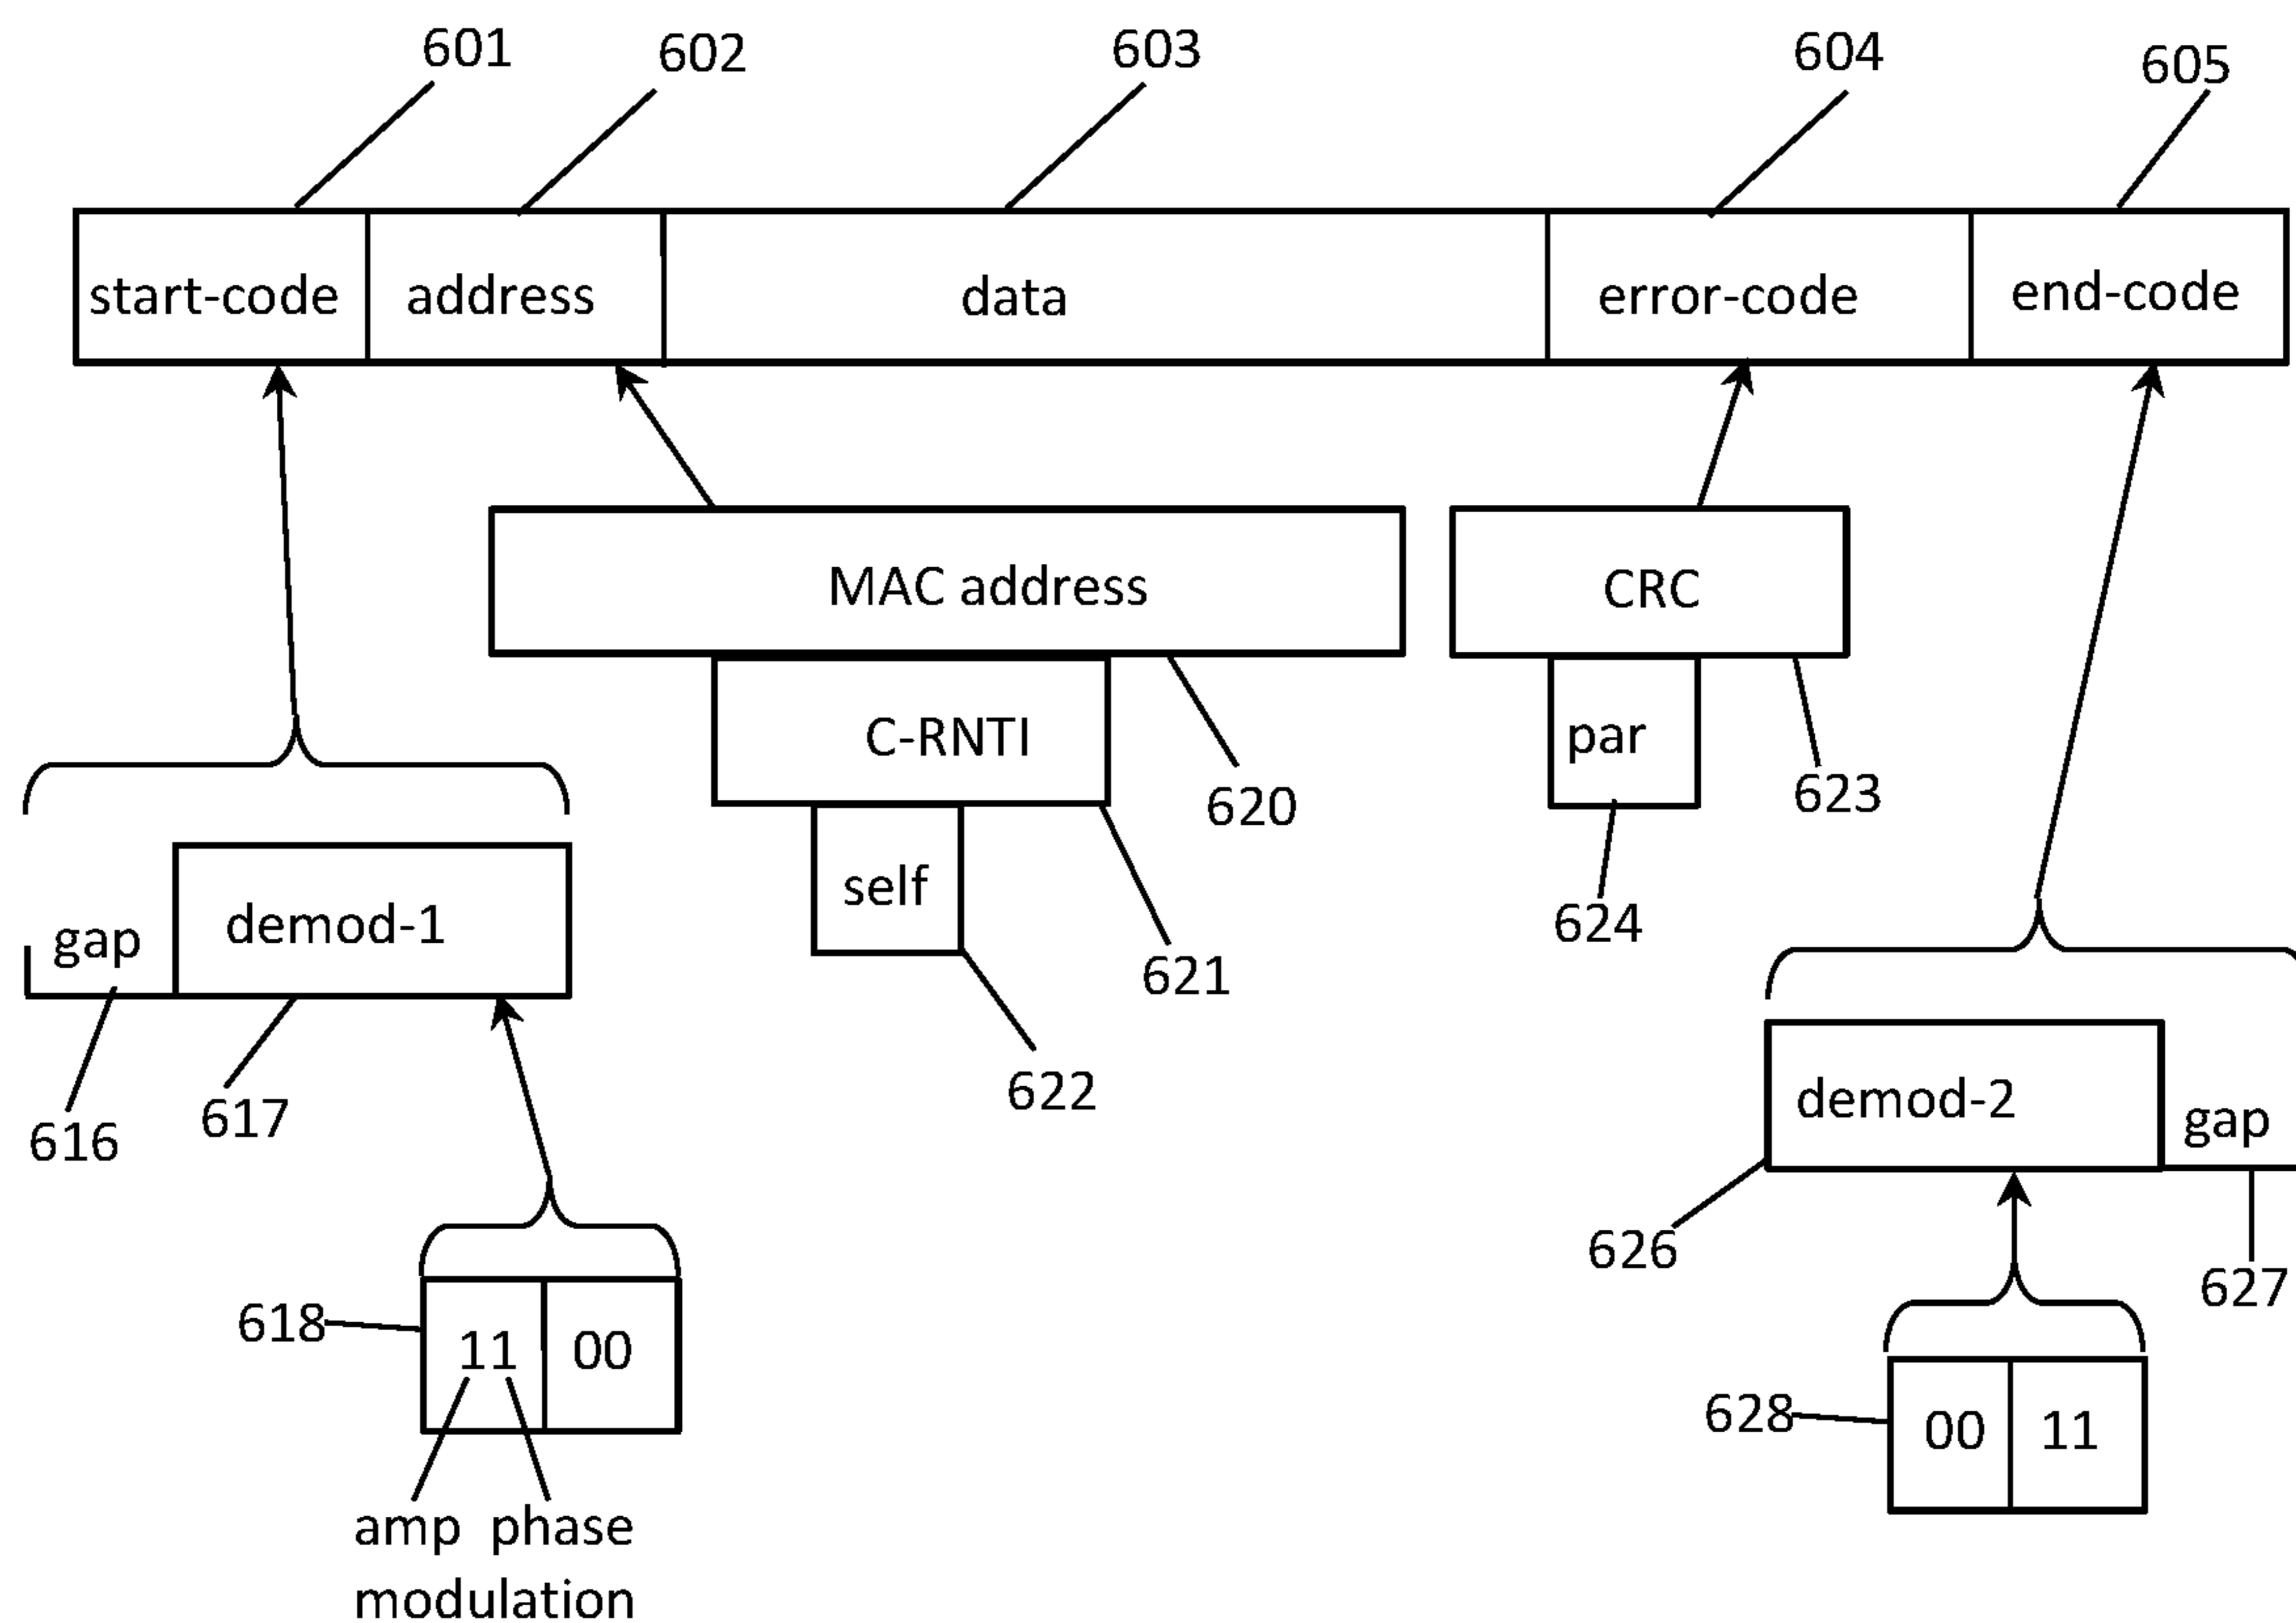 601
602
603
604
605
start-code
address
data
error-code
end-code
MAC address
CRC
C-RNTI
par
620
623
self
624
621
gap
demod-1
622
616
617
demod-2
gap
626
627
618
11
00
628
00
11
amp phase
modulation